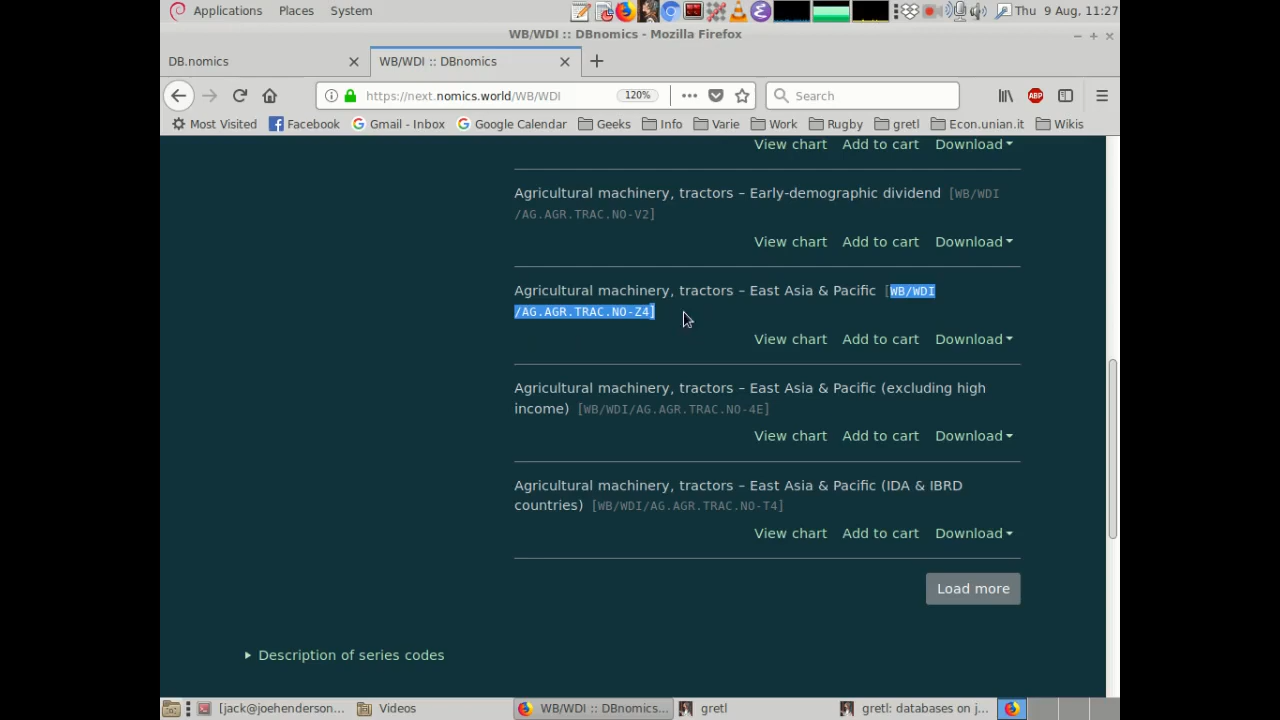 Applications Places System Thu 9 Aug, 11:27
WB/WDI :: DBnomics - Mozilla Firefox
DB.nomics WB/WDI :: DBnomics
https://next.nomics.world/WB/WDI 120% Search ABP
Most Visited Facebook Gmail - Inbox Google Calendar Geeks Info Varie Work Rugby gretl Econ.unian.it Wikis
View chart Add to cart Download
Agricultural machinery, tractors – Early-demographic dividend [WB/WDI
/AG.AGR.TRAC.NO-V2]
View chart Add to cart Download
Agricultural machinery, tractors – East Asia & Pacific [WB/WDI
/AG.AGR.TRAC.NO-Z4]
View chart Add to cart Download
Agricultural machinery, tractors – East Asia & Pacific (excluding high
income) [WB/WDI/AG.AGR.TRAC.NO-4E]
View chart Add to cart Download
Agricultural machinery, tractors – East Asia & Pacific (IDA & IBRD
countries) [WB/WDI/AG.AGR.TRAC.NO-T4]
View chart Add to cart Download
Load more
Description of series codes
[jack@joehenderson... Videos WB/WDI :: DBnomics... gretl gretl: databases on j...